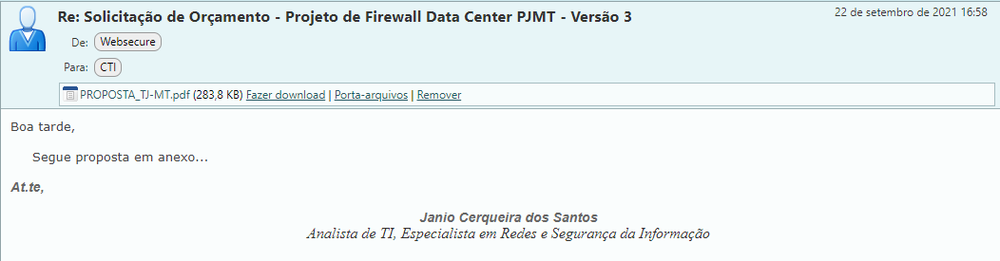 Re: Solicitação de Orçamento - Projeto de Firewall Data Center PJMT - Versão 3
22 de setembro de 2021 16:58
De: Websecure
Para: CTI
PROPOSTA_TJ-MT.pdf (283,8 KB) Fazer download | Porta-arquivos | Remover
Boa tarde,
Segue proposta em anexo...
At.te,
Janio Cerqueira dos Santos
Analista de TI, Especialista em Redes e Segurança da Informação